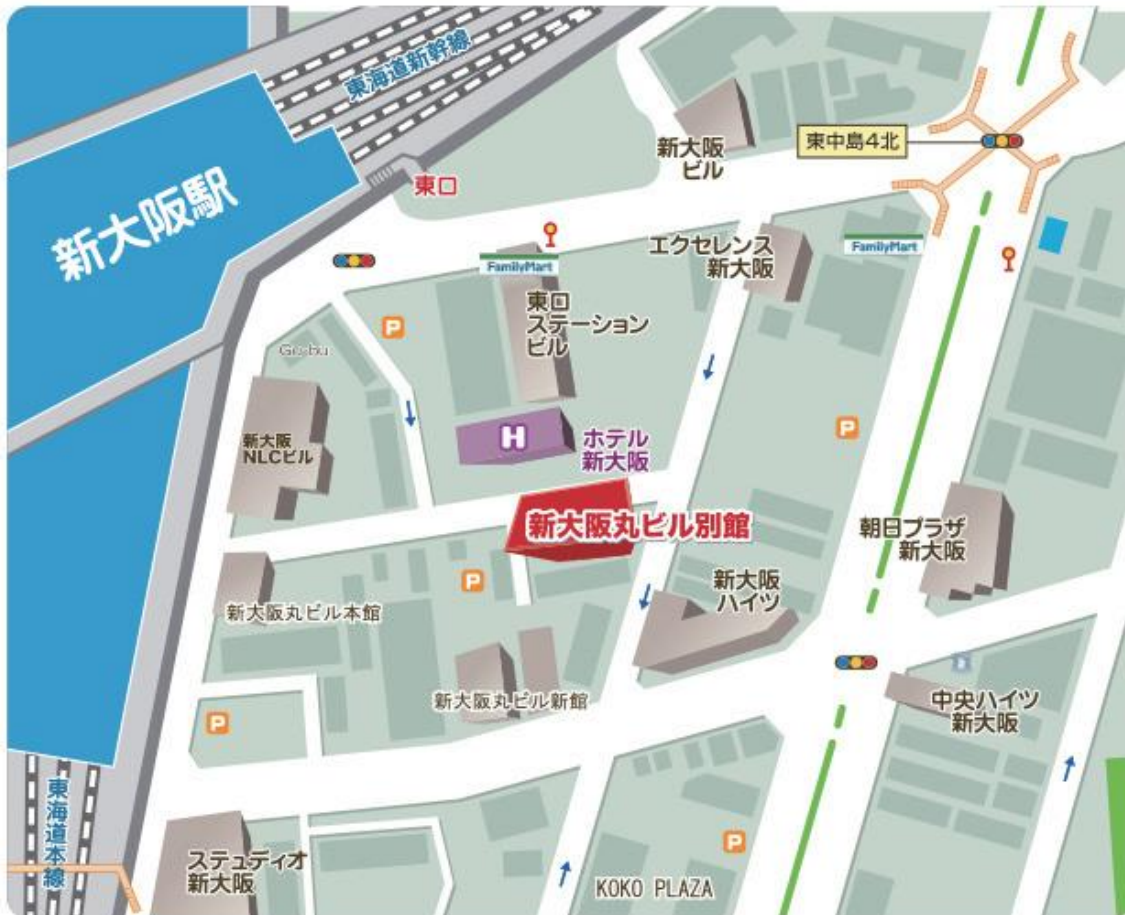 東海道新幹線
新大阪駅
東口
新大阪
ビル
東中島4北
FamilyMart
エクセレンス
新大阪
FamilyMart
東口
ステーション
ビル
P
新大阪
NLCビル
H
ホテル
新大阪
P
新大阪丸ビル別館
朝日プラザ
新大阪
P
新大阪
ハイツ
新大阪丸ビル本館
新大阪丸ビル新館
中央ハイツ
新大阪
P
東海道本線
ステュディオ
新大阪
P
KOKO PLAZA